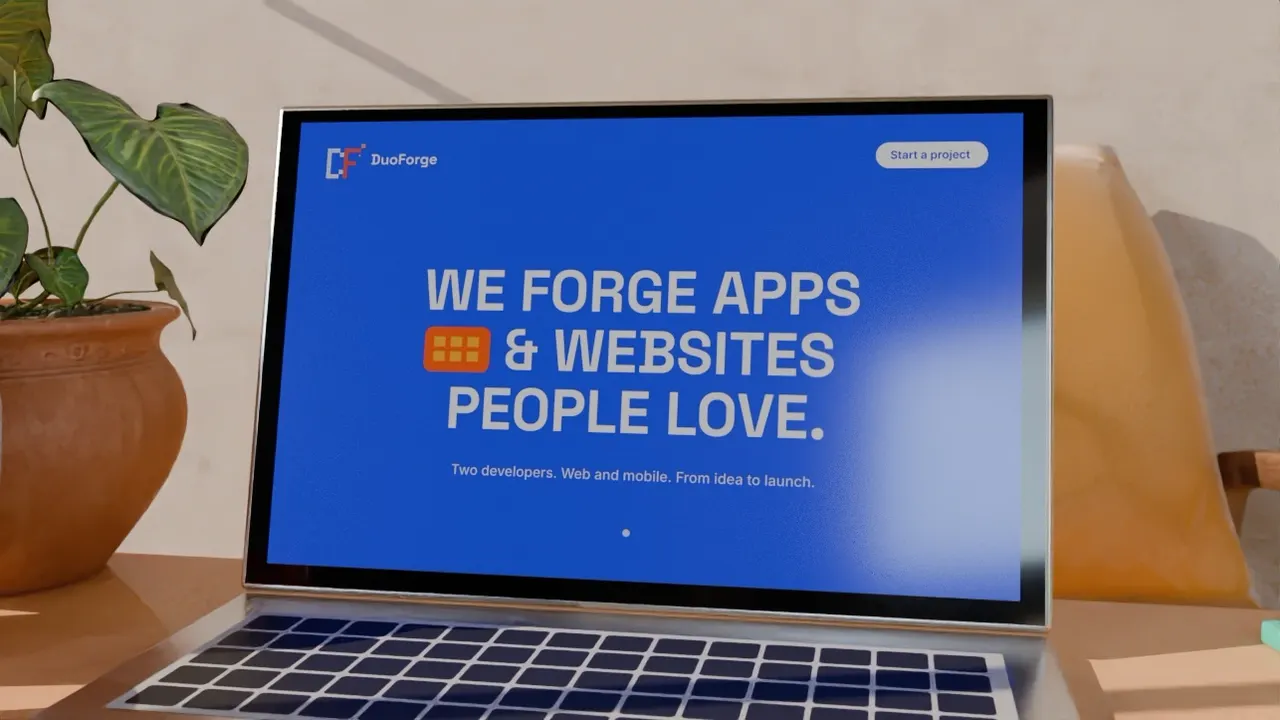 DuoForge
Start a project
WE FORGE APPS
& WEBSITES
PEOPLE LOVE.
Two developers. Web and mobile. From idea to launch.